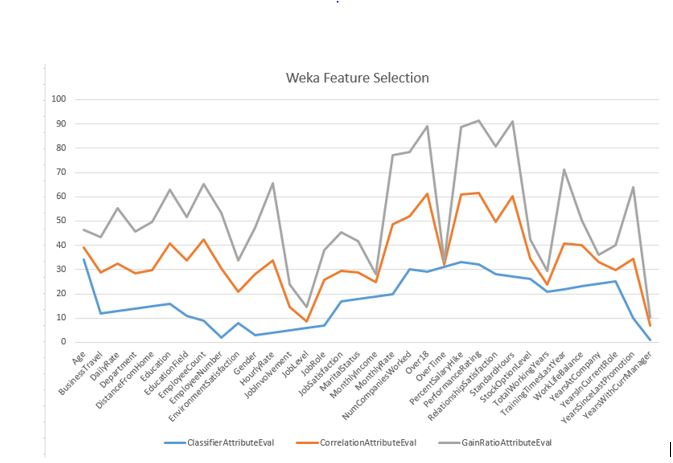 Weka Feature Selection
100
90
80
70
60
50
40
30
20
10
0
Age
BusinessTravel
DailyRate
Department
DistanceFromHome
Education
EducationField
EmployeeCount
EmployeeNumber
EnvironmentSatisfaction
Gender
HourlyRate
JobInvolvement
JobLevel
JobRole
JobSatisfaction
MaritalStatus
MonthlyIncome
MonthlyRate
NumCompaniesWorked
Over18
OverTime
PercentSalaryHike
PerformanceRating
RelationshipSatisfaction
StandardHours
StockOptionLevel
TotalWorkingYears
TrainingTimesLastYear
WorkLifeBalance
YearsAtCompany
YearsInCurrentRole
YearsSinceLastPromotion
YearsWithCurrManager
ClassifierAttributeEval
CorrelationAttributeEval
GainRatioAttributeEval